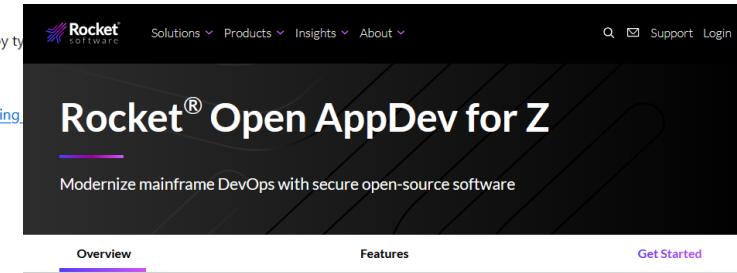 Rocket®
software
Solutions Products Insights About
Support Login
Rocket® Open AppDev for Z
Modernize mainframe DevOps with secure open-source software
Overview Features Get Started